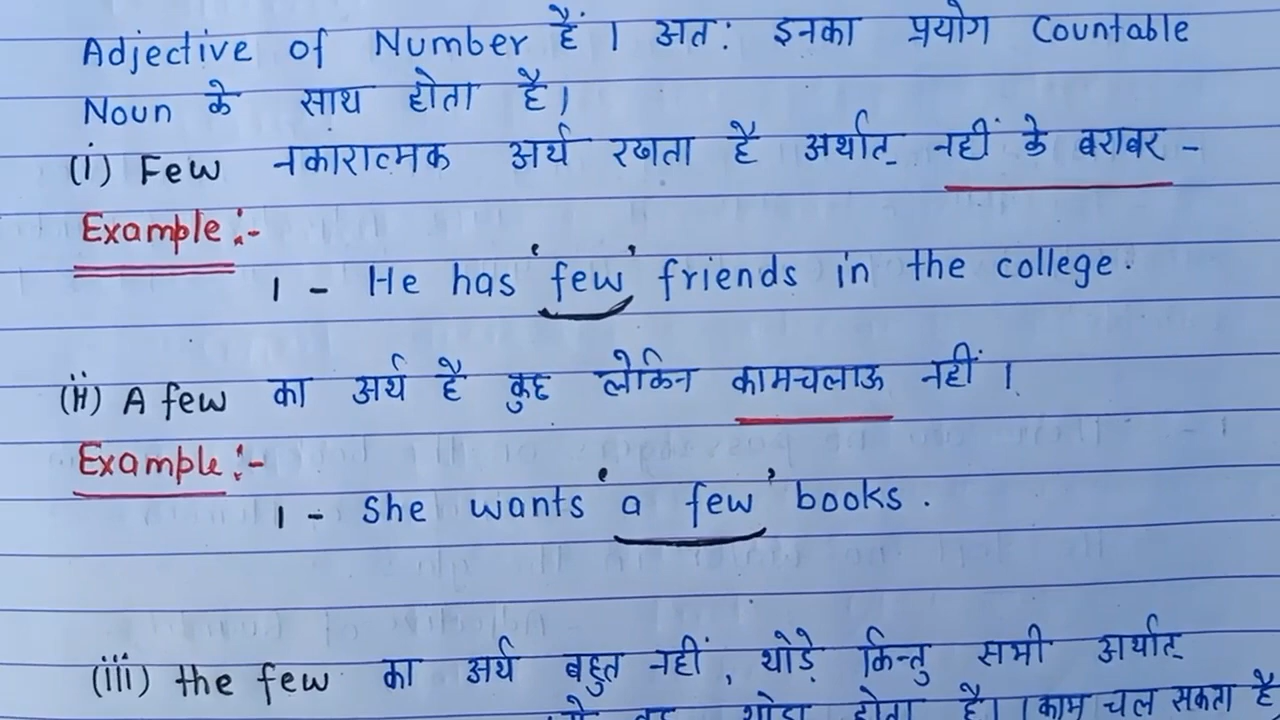 Adjective of Number हैं । अत: इनका प्रयोग Countable
Noun के साथ होता है।
(i) Few नकारात्मक अर्थ रखता है अर्थात् नहीं के बराबर -
Example :-
1 - He has 'few' friends in the college.
(ii) A few का अर्थ है कुछ लेकिन कामचलाऊ नहीं ।
Example :-
1 - She wants 'a few' books .
(iii) the few का अर्थ बहुत नहीं , थोड़े किन्तु सभी अर्थात्
थोडा होता है। काम चल सकता है